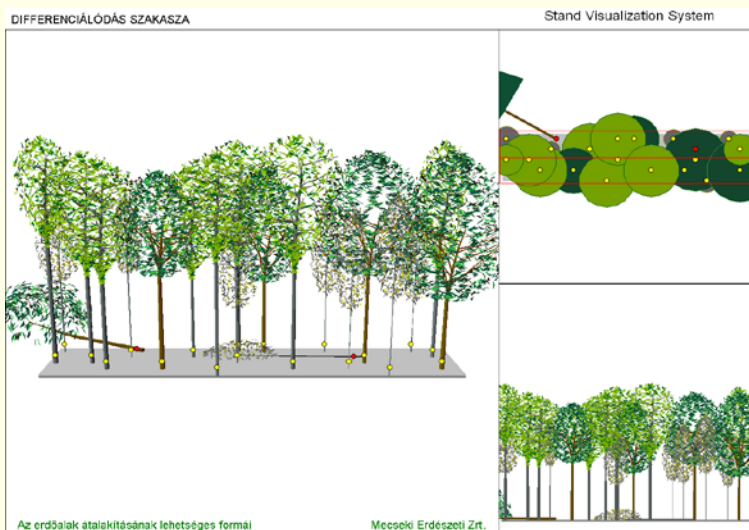 DIFFERENCIÁLÓDÁS SZAKASZA
Stand Visualization System
Az erdőalak átalakításának lehetséges formái
Mecseki Erdészeti Zrt.